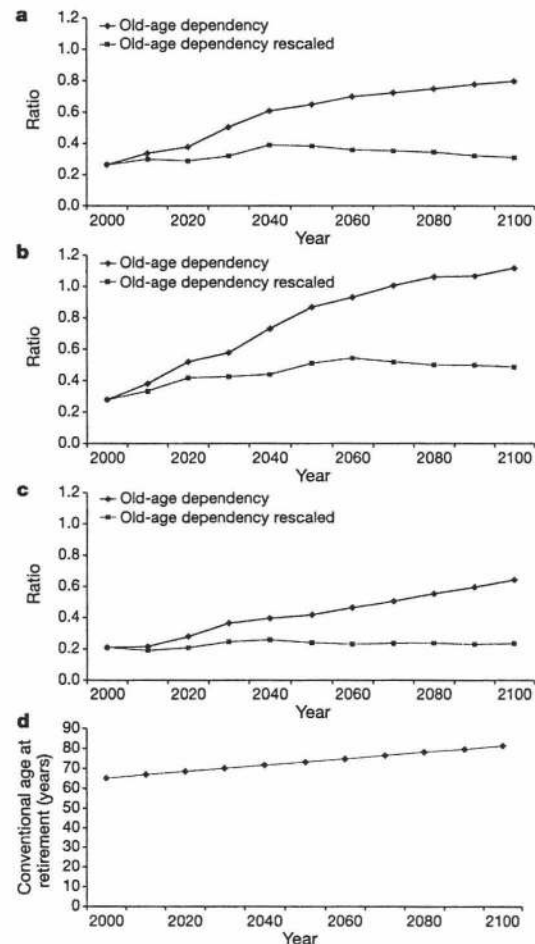 a
Old-age dependency
Old-age dependency rescaled
1.2
1.0
0.8
0.6
0.4
0.2
0.0
Ratio
2000 2020 2040 2060 2080 2100
Year
b
Old-age dependency
Old-age dependency rescaled
1.2
1.0
0.8
0.6
0.4
0.2
0.0
Ratio
2000 2020 2040 2060 2080 2100
Year
c
Old-age dependency
Old-age dependency rescaled
1.2
1.0
0.8
0.6
0.4
0.2
0.0
Ratio
2000 2020 2040 2060 2080 2100
Year
d
90
80
70
60
50
40
30
20
10
0
Conventional age at
retirement (years)
2000 2020 2040 2060 2080 2100
Year